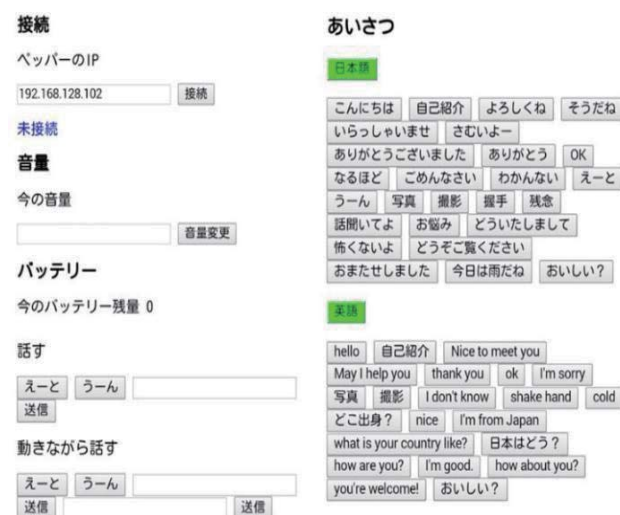 接続
ペッパーのIP
192.168.128.102 接続
未接続
音量
今の音量
音量変更
バッテリー
今のバッテリー残量 0
話す
えーと うーん
送信
動きながら話す
えーと うーん
送信 送信
あいさつ
日本語
こんにちは 自己紹介 よろしくね そうだね
いらっしゃいませ さむいよー
ありがとうございました ありがとう OK
なるほど ごめんなさい わかんない えーと
うーん 写真 撮影 握手 残念
話聞いてよ お悩み どういたしまして
怖くないよ どうぞご覧ください
おまたせしました 今日は雨だね おいしい？
英語
hello 自己紹介 Nice to meet you
May I help you thank you ok I'm sorry
写真 撮影 I don't know shake hand cold
どこ出身？ nice I'm from Japan
what is your country like? 日本はどう？
how are you? I'm good. how about you?
you're welcome! おいしい？